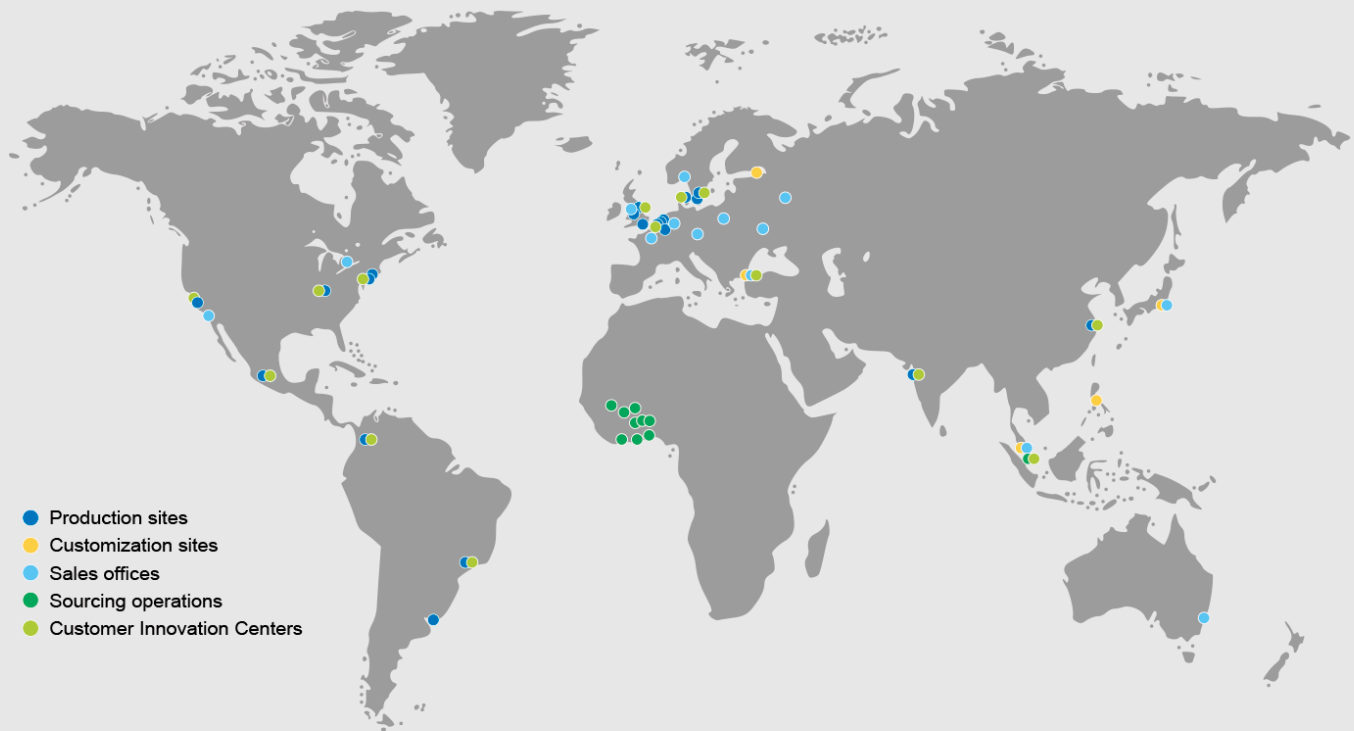 Production sites
Customization sites
Sales offices
Sourcing operations
Customer Innovation Centers